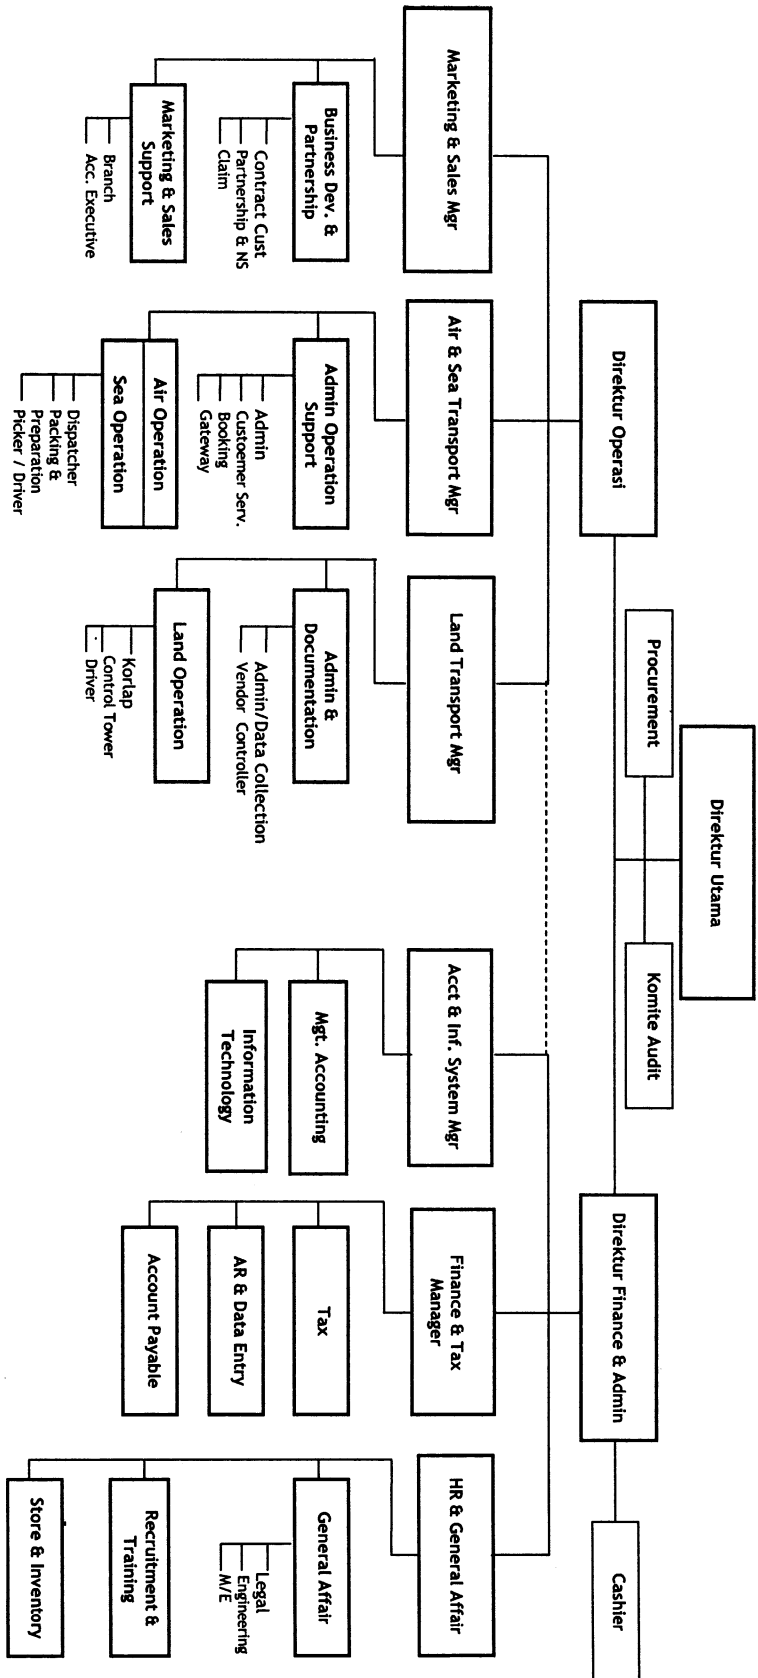 Direktur Utama
Procurement
Komite Audit
Direktur Operasi
Direktur Finance & Admin
Cashier
Marketing & Sales Mgr
Air & Sea Transport Mgr
Land Transport Mgr
Acct & Inf. System Mgr
Finance & Tax
Manager
HR & General Affair
Business Dev. &
Partnership
Contract Cust
Partnership & NS
Claim
Marketing & Sales
Support
Branch
Acc. Executive
Admin Operation
Support
Admin
Custoemer Serv.
Booking
Gateway
Air Operation
Sea Operation
Dispatcher
Packing &
Preparation
Picker / Driver
Admin &
Documentation
Admin/Data Collection
Vendor Controller
Land Operation
Korlap
Control Tower
Driver
Mgt. Accounting
Information
Technology
Tax
AR & Data Entry
Account Payable
General Affair
Legal
Engineering
M/E
Recruitment &
Training
Store & Inventory